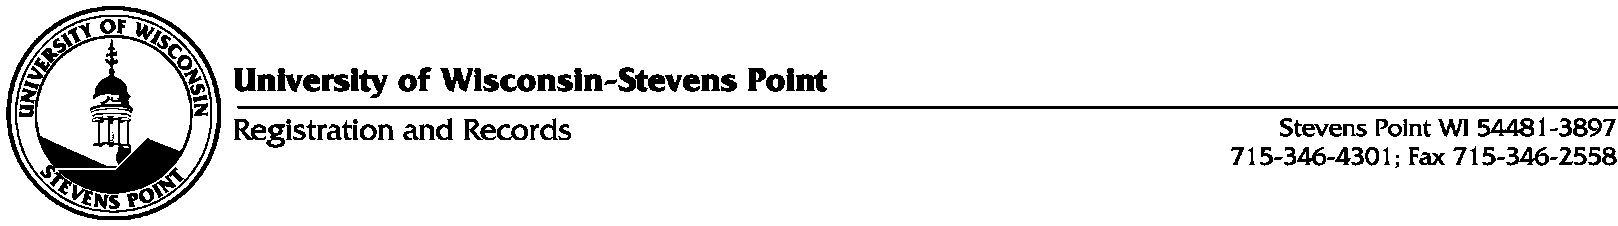 UNIVERSITY OF WISCONSIN
STEVENS POINT
University of Wisconsin-Stevens Point
Registration and Records
Stevens Point WI 54481-3897
715-346-4301; Fax 715-346-2558